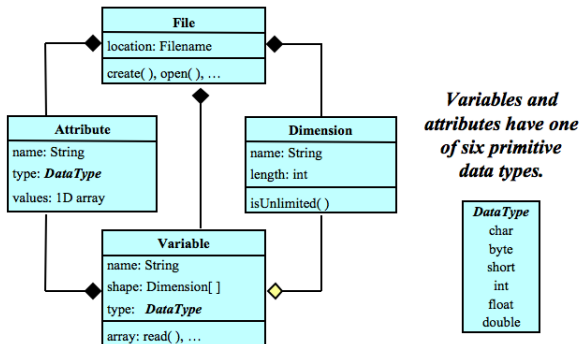 File
location: Filename
create( ), open( ), …
Attribute
name: String
type: DataType
values: 1D array
Dimension
name: String
length: int
isUnlimited( )
Variable
name: String
shape: Dimension[ ]
type: DataType
array: read( ), …
Variables and
attributes have one
of six primitive
data types.
DataType
char
byte
short
int
float
double